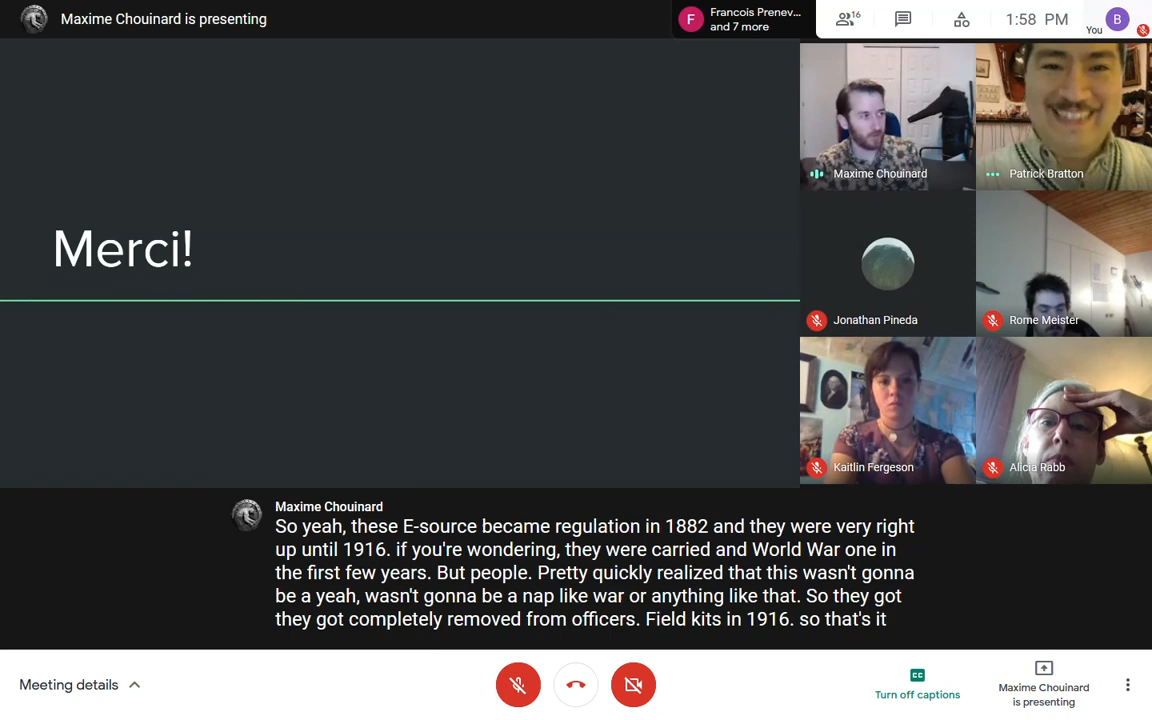 Maxime Chouinard is presenting
F
Francois Prenev...
and 7 more
16
1:58 PM
You
B
Merci!
Maxime Chouinard
Patrick Bratton
Jonathan Pineda
Rome Meister
Kaitlin Fergeson
Alicia Rabb
Maxime Chouinard
So yeah, these E-source became regulation in 1882 and they were very right
up until 1916. if you're wondering, they were carried and World War one in
the first few years. But people. Pretty quickly realized that this wasn't gonna
be a yeah, wasn't gonna be a nap like war or anything like that. So they got
they got completely removed from officers. Field kits in 1916. so that's it
Meeting details
CC
Turn off captions
Maxime Chouinard
is presenting